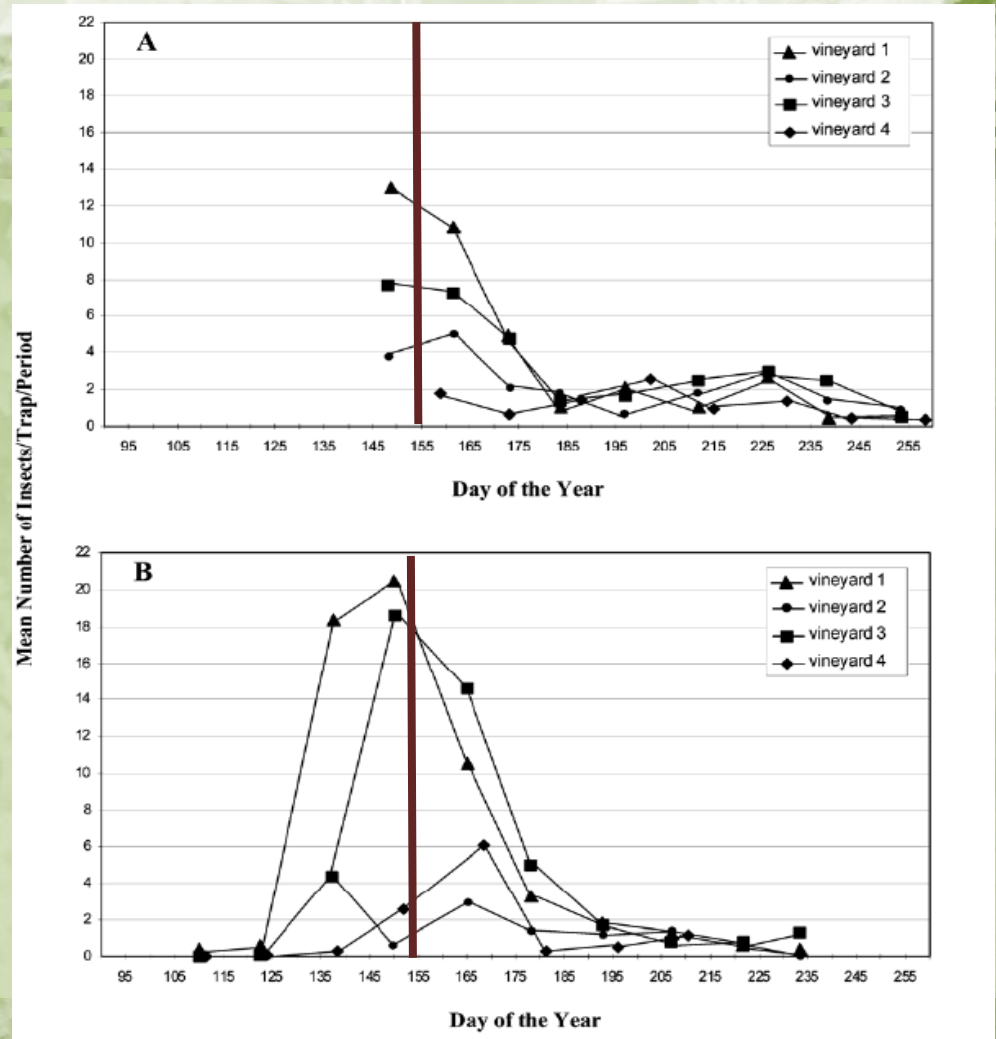 Mean Number of Insects/Trap/Period
A
22
20
18
16
14
12
10
8
6
4
2
0
vineyard 1
vineyard 2
vineyard 3
vineyard 4
95 105 115 125 135 145 155 165 175 185 195 205 215 225 235 245 255
Day of the Year
B
22
20
18
16
14
12
10
8
6
4
2
0
vineyard 1
vineyard 2
vineyard 3
vineyard 4
95 105 115 125 135 145 155 165 175 185 195 205 215 225 235 245 255
Day of the Year